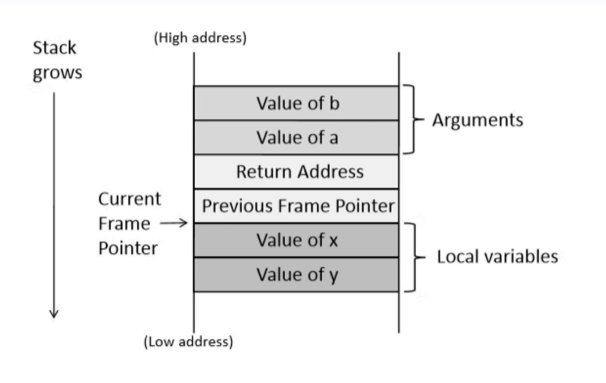 (High address)
Stack
grows
Value of b
Value of a
Arguments
Return Address
Previous Frame Pointer
Current
Frame
Pointer
Value of x
Value of y
Local variables
(Low address)